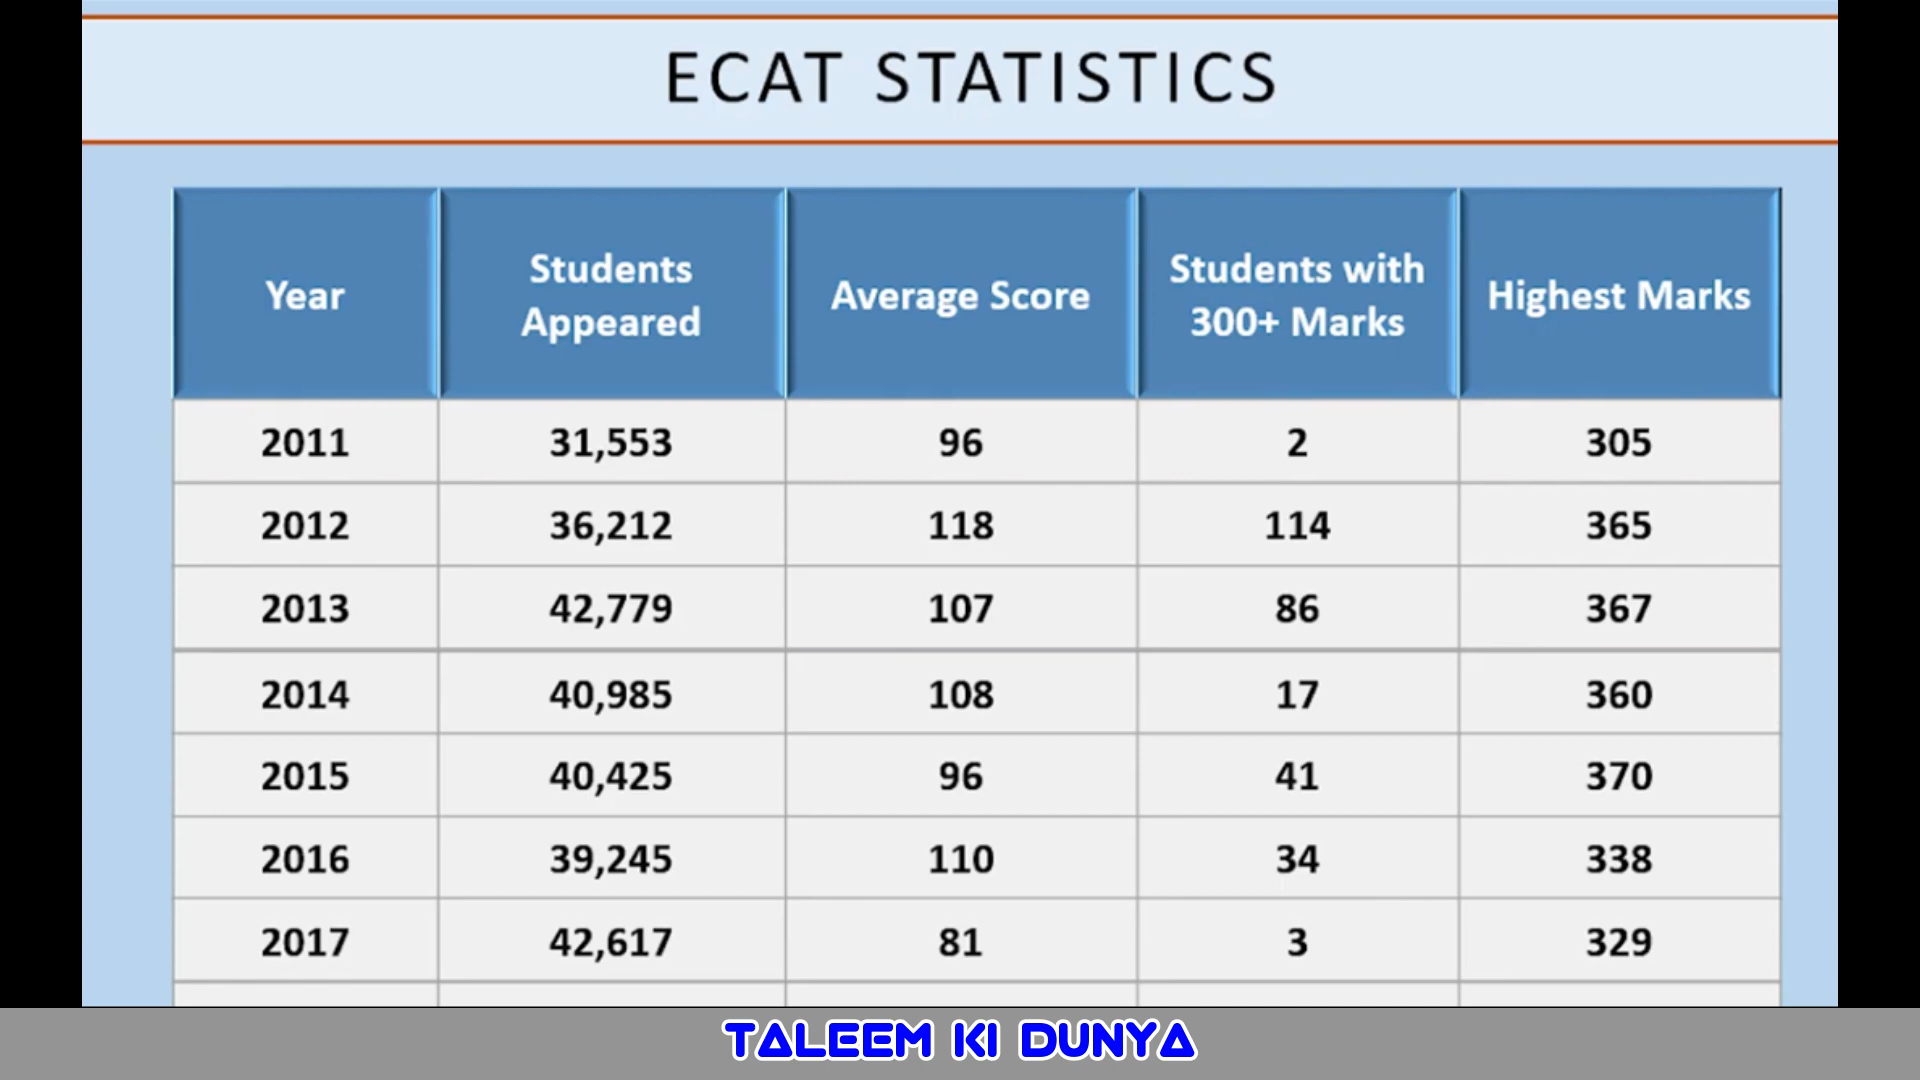 ECAT STATISTICS
Year Students Appeared Average Score Students with 300+ Marks Highest Marks
2011 31,553 96 2 305
2012 36,212 118 114 365
2013 42,779 107 86 367
2014 40,985 108 17 360
2015 40,425 96 41 370
2016 39,245 110 34 338
2017 42,617 81 3 329
TALEEM KI DUNYA